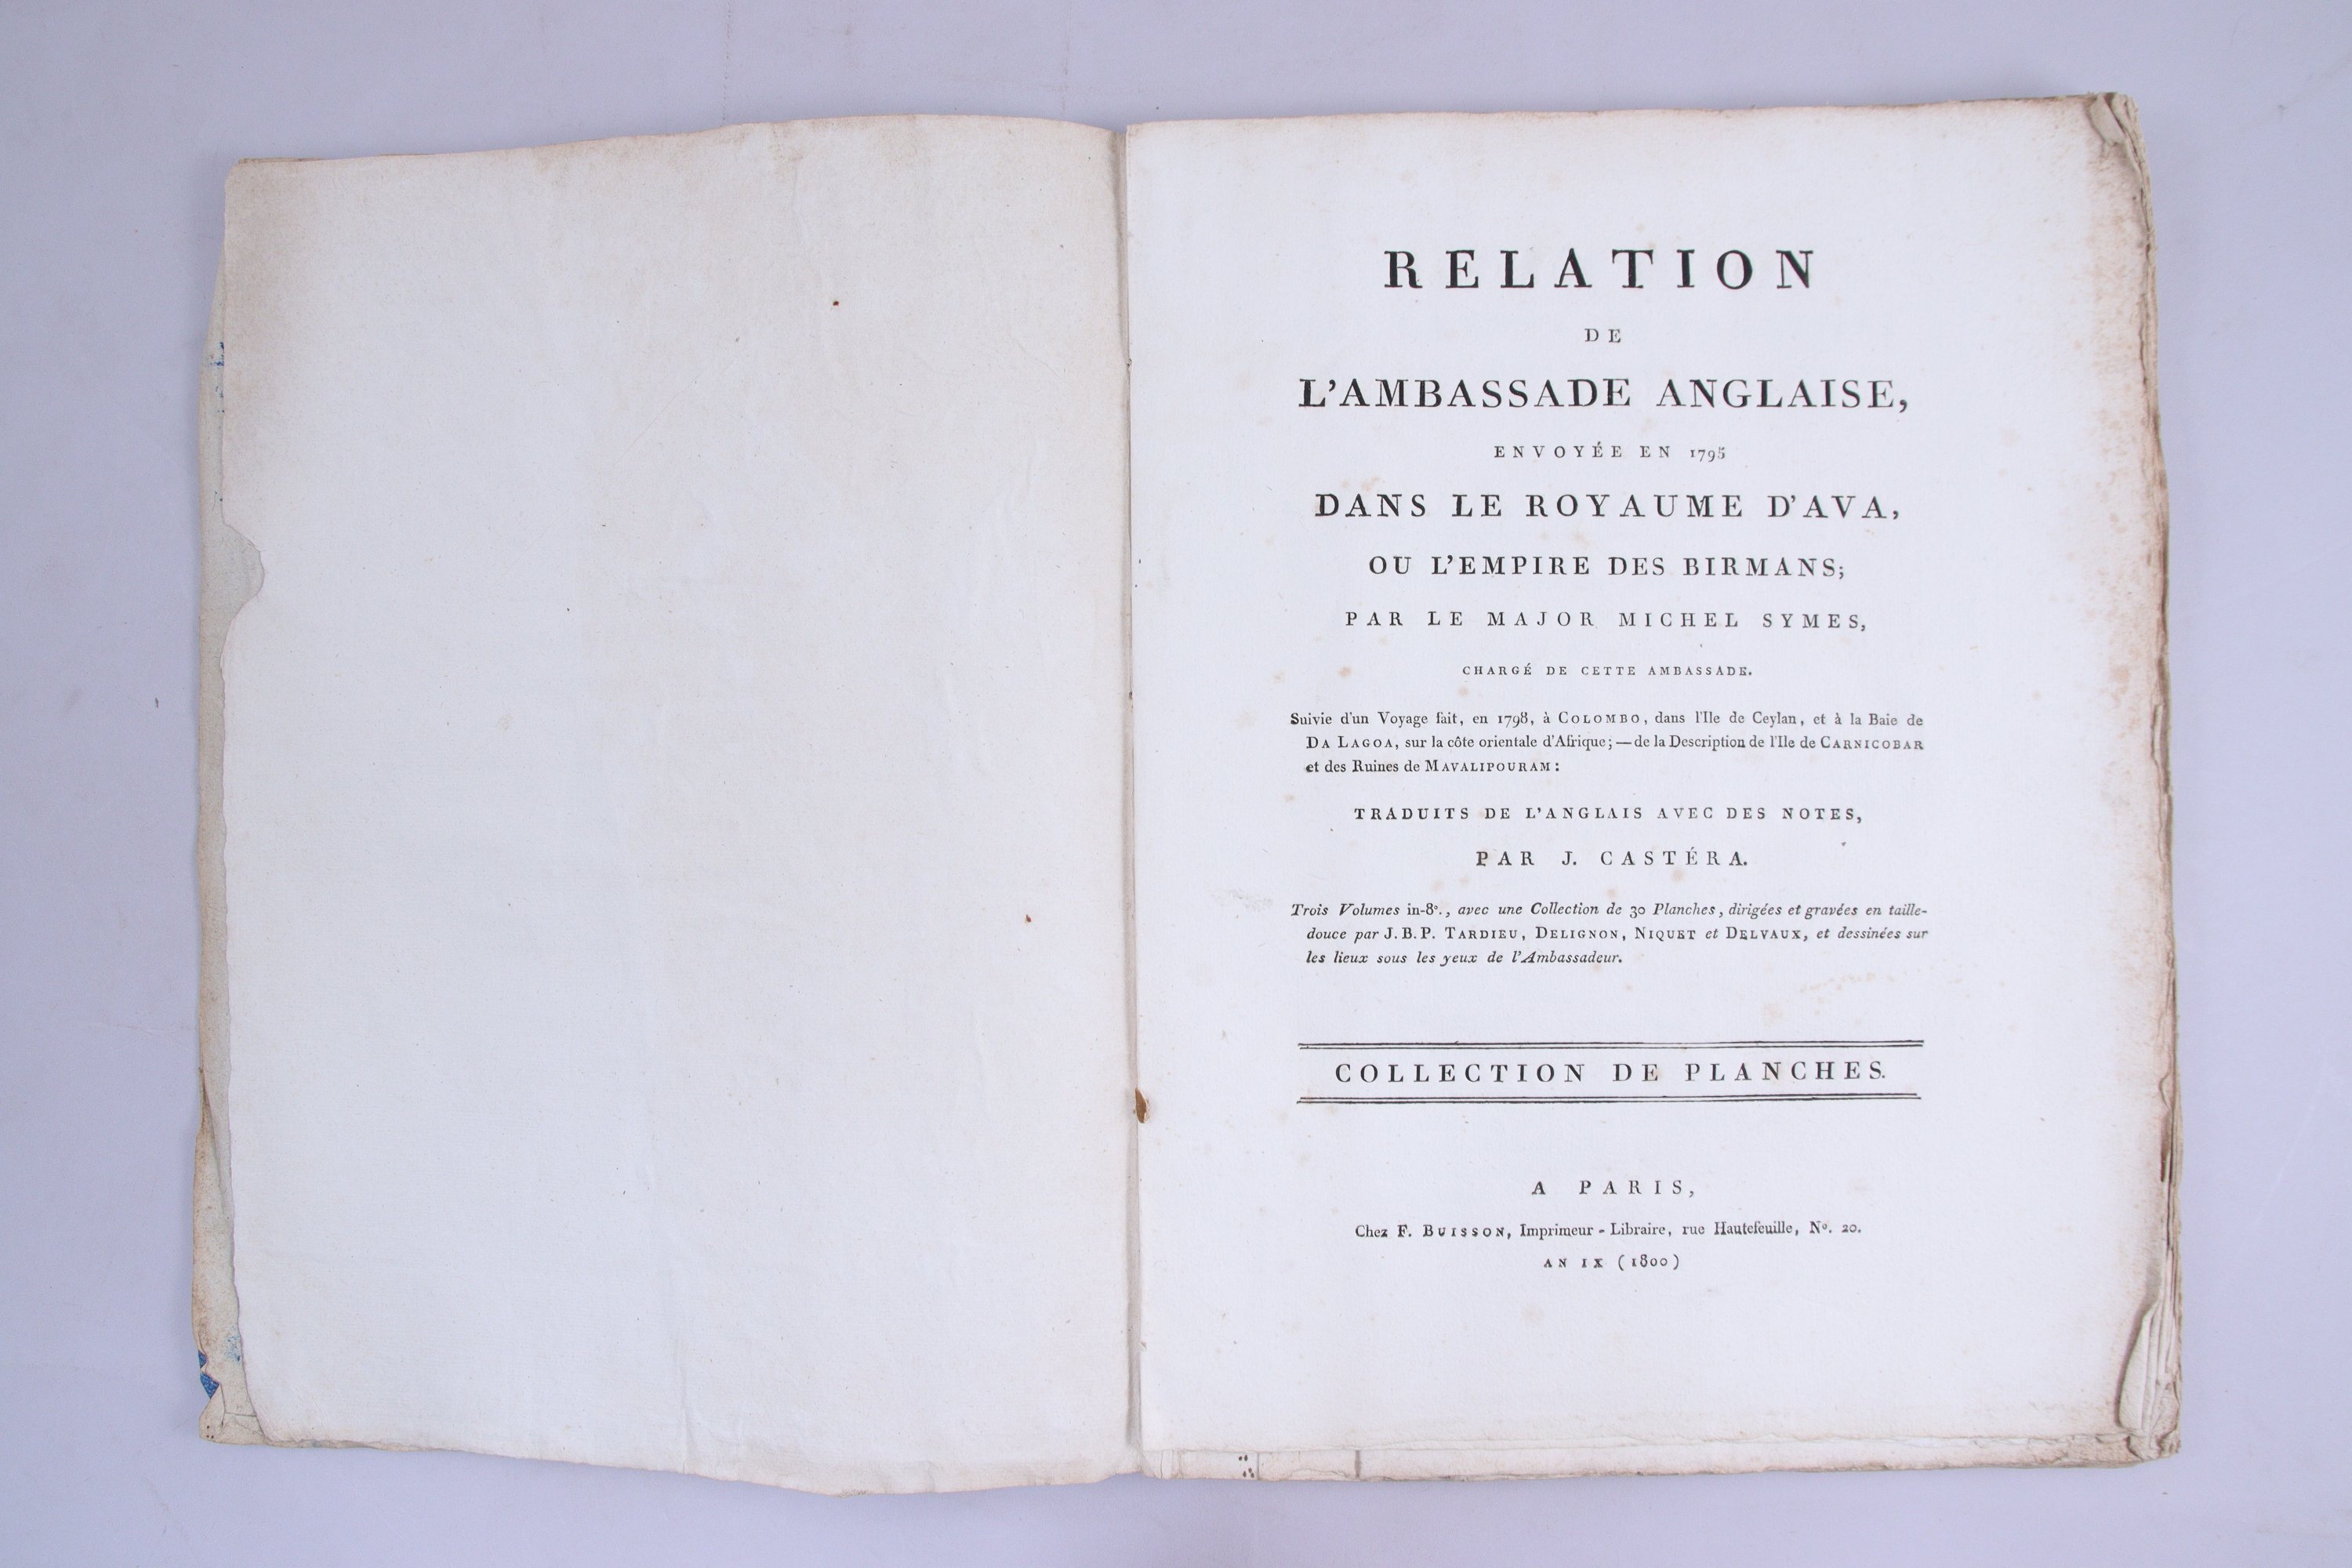 RELATION
DE
L'AMBASSADE ANGLAISE,
ENVOYÉE EN 1795
DANS LE ROYAUME D'AVA,
OU L'EMPIRE DES BIRMANS;
PAR LE MAJOR MICHEL SYMES,
CHARGÉ DE CETTE AMBASSADE.
Suivie d'un Voyage fait, en 1798, à COLOMBO, dans l'Ile de Ceylan, et à la Baie de
DA LAGOA, sur la côte orientale d'Afrique; — de la Description de l'Ile de CARNICOBAR
et des Ruines de MAVALIPOURAM:
TRADUITS DE L'ANGLAIS AVEC DES NOTES,
PAR J. CASTÉRA.
Trois Volumes in-8°., avec une Collection de 30 Planches, dirigées et gravées en taille-
douce par J. B. P. TARDIEU, DELIGNON, NIQUET et DELVAUX, et dessinées sur
les lieux sous les yeux de l'Ambassadeur.
COLLECTION DE PLANCHES.
A PARIS,
Chez F. BUISSON, Imprimeur-Libraire, rue Hautefeuille, N°. 20.
AN IX (1800)